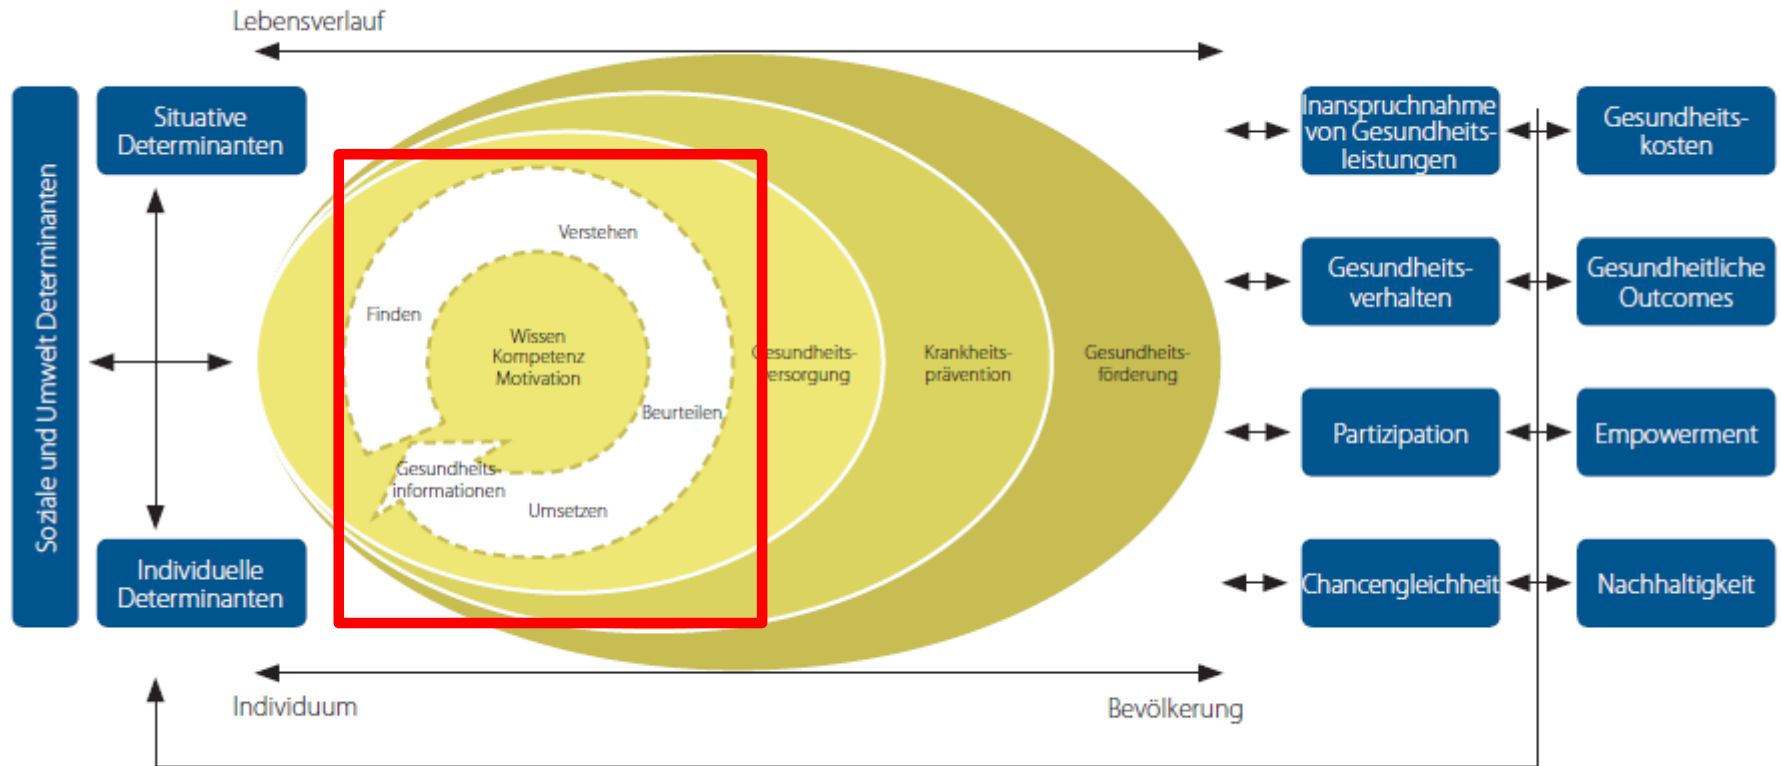 Lebensverlauf
Soziale und Umwelt Determinanten
Situative
Determinanten
Individuelle
Determinanten
Verstehen
Finden
Wissen
Kompetenz
Motivation
Beurteilen
Gesundheits-
informationen
Umsetzen
Gesundheits-
versorgung
Krankheits-
prävention
Gesundheits-
förderung
Inanspruchnahme
von Gesundheits-
leistungen
Gesundheits-
kosten
Gesundheits-
verhalten
Gesundheitliche
Outcomes
Partizipation
Empowerment
Chancengleichheit
Nachhaltigkeit
Individuum
Bevölkerung